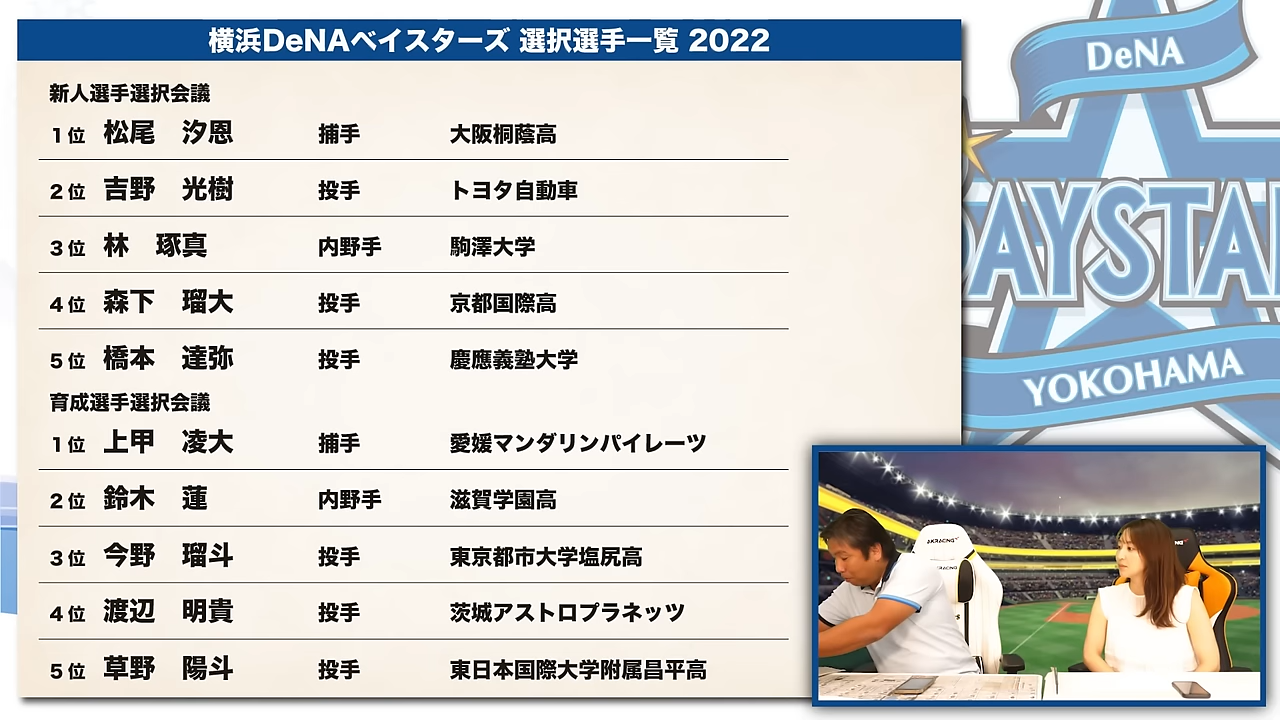 横浜DeNAベイスターズ 選択選手一覧 2022
新人選手選択会議
1位 松尾 汐恩 捕手 大阪桐蔭高
2位 吉野 光樹 投手 トヨタ自動車
3位 林 琢真 内野手 駒澤大学
4位 森下 瑠大 投手 京都国際高
5位 橋本 達弥 投手 慶應義塾大学
育成選手選択会議
1位 上甲 凌大 捕手 愛媛マンダリンパイレーツ
2位 鈴木 蓮 内野手 滋賀学園高
3位 今野 瑠斗 投手 東京都市大学塩尻高
4位 渡辺 明貴 投手 茨城アストロプラネッツ
5位 草野 陽斗 投手 東日本国際大学附属昌平高
DeNA
AYSTA
YOKOHAMA
AKRACING